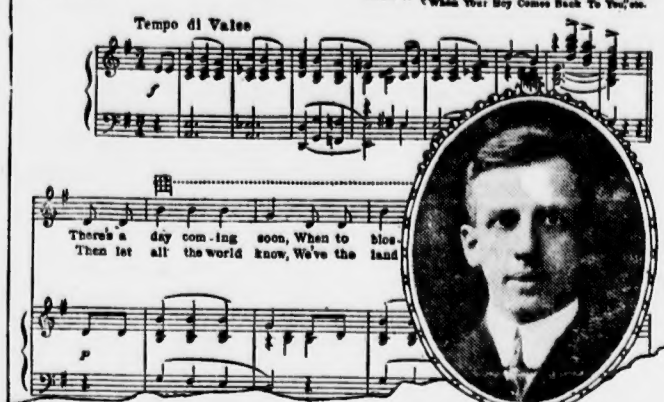 When Your Boy Comes Back To You, etc.
Tempo di Valse
f
There's a day com-ing soon, When to blos-
Then let all the world know, We've the land
p